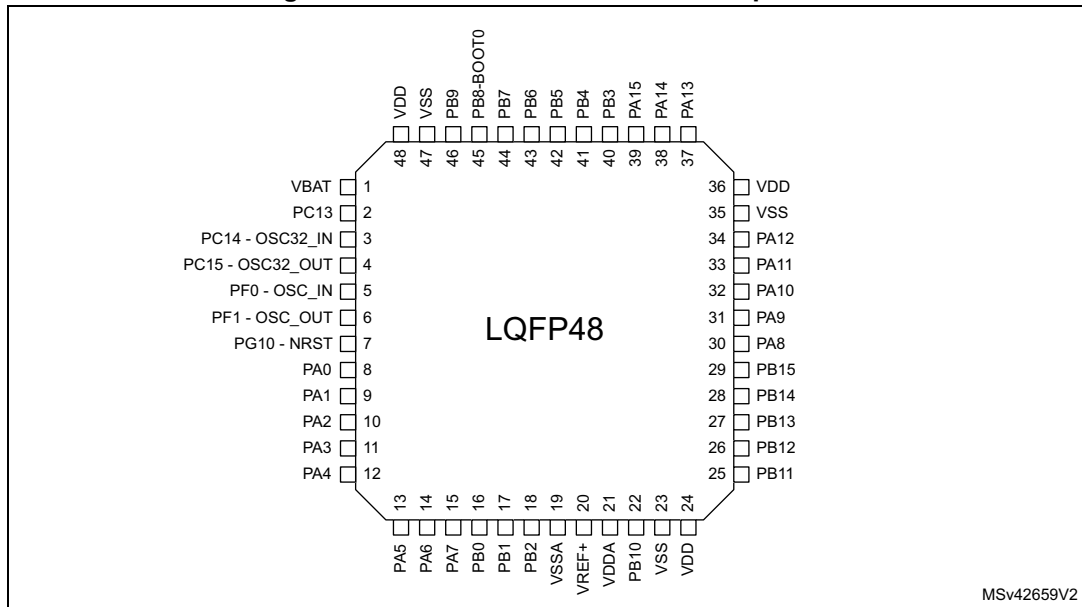 48 VDD
47 VSS
46 PB9
45 PB8-BOOT0
44 PB7
43 PB6
42 PB5
41 PB4
40 PB3
39 PA15
38 PA14
37 PA13
VBAT 1
PC13 2
PC14 - OSC32_IN 3
PC15 - OSC32_OUT 4
PF0 - OSC_IN 5
PF1 - OSC_OUT 6
PG10 - NRST 7
PA0 8
PA1 9
PA2 10
PA3 11
PA4 12
LQFP48
36 VDD
35 VSS
34 PA12
33 PA11
32 PA10
31 PA9
30 PA8
29 PB15
28 PB14
27 PB13
26 PB12
25 PB11
PA5 13
PA6 14
PA7 15
PB0 16
PB1 17
PB2 18
VSSA 19
VREF+ 20
VDDA 21
PB10 22
VSS 23
VDD 24
MSv42659V2